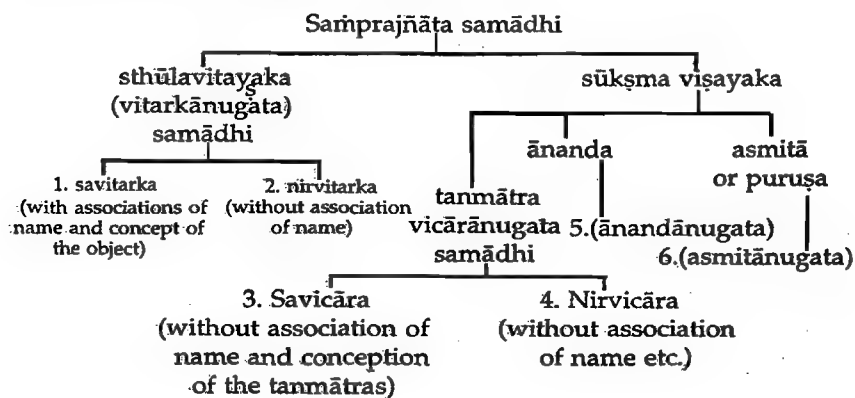 Saṁprajñāta samādhi
sthūlavitayaka
ṣ
(vitarkānugata)
samādhi
sūkṣma viṣayaka
1. savitarka
(with associations of
name and concept of
the object)
2. nirvitarka
(without association
of name)
tanmātra
vicārānugata
samādhi
ānanda
5.(ānandānugata)
asmitā
or puruṣa
6.(asmitānugata)
3. Savicāra
(without association of
name and conception
of the tanmātras)
4. Nirvicāra
(without association
of name etc.)